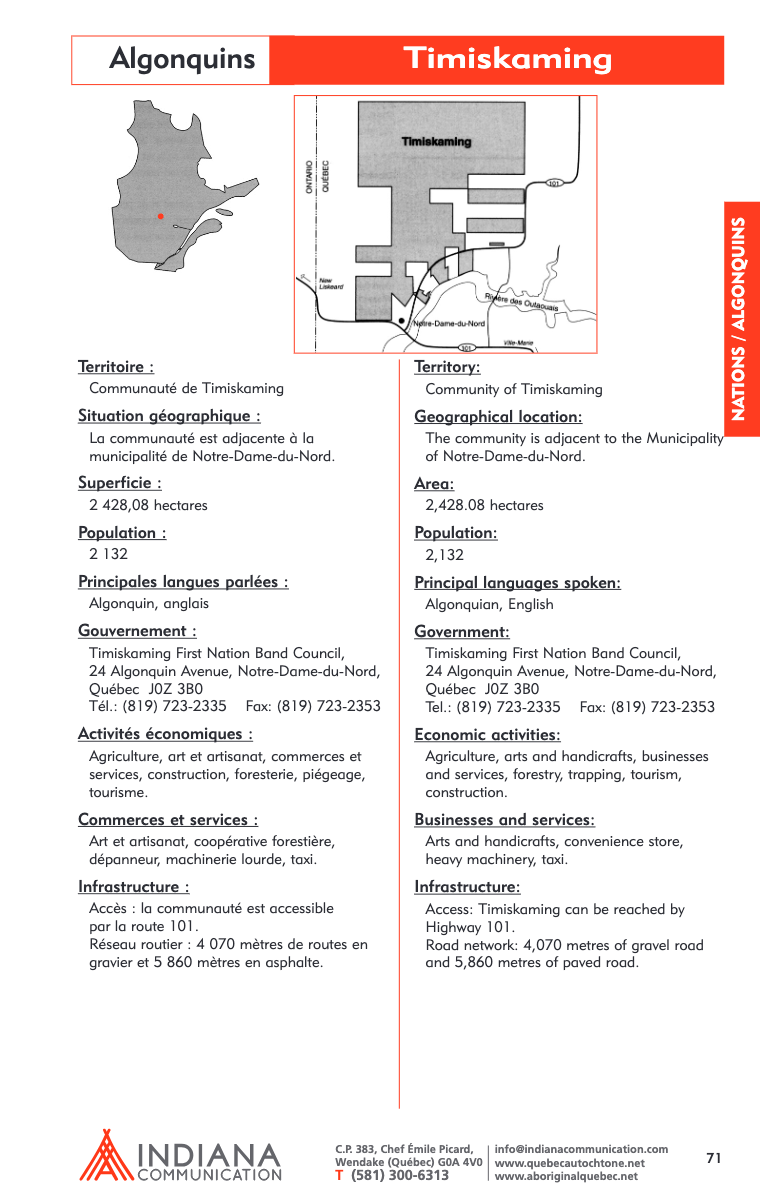 Algonquins
Timiskaming
Timiskaming
ONTARIO
QUÉBEC
101
New
Liskeard
Rivière des Outaouais
Notre-Dame-du-Nord
Ville-Marie
101
NATIONS / ALGONQUINS
Territoire :
Communauté de Timiskaming
Situation géographique :
La communauté est adjacente à la
municipalité de Notre-Dame-du-Nord.
Superficie :
2 428,08 hectares
Population :
2 132
Principales langues parlées :
Algonquin, anglais
Gouvernement :
Timiskaming First Nation Band Council,
24 Algonquin Avenue, Notre-Dame-du-Nord,
Québec J0Z 3B0
Tél.: (819) 723-2335 Fax: (819) 723-2353
Activités économiques :
Agriculture, art et artisanat, commerces et
services, construction, foresterie, piégeage,
tourisme.
Commerces et services :
Art et artisanat, coopérative forestière,
dépanneur, machinerie lourde, taxi.
Infrastructure :
Accès : la communauté est accessible
par la route 101.
Réseau routier : 4 070 mètres de routes en
gravier et 5 860 mètres en asphalte.
Territory:
Community of Timiskaming
Geographical location:
The community is adjacent to the Municipality
of Notre-Dame-du-Nord.
Area:
2,428.08 hectares
Population:
2,132
Principal languages spoken:
Algonquian, English
Government:
Timiskaming First Nation Band Council,
24 Algonquin Avenue, Notre-Dame-du-Nord,
Québec J0Z 3B0
Tel.: (819) 723-2335 Fax: (819) 723-2353
Economic activities:
Agriculture, arts and handicrafts, businesses
and services, forestry, trapping, tourism,
construction.
Businesses and services:
Arts and handicrafts, convenience store,
heavy machinery, taxi.
Infrastructure:
Access: Timiskaming can be reached by
Highway 101.
Road network: 4,070 metres of gravel road
and 5,860 metres of paved road.
INDIANA
COMMUNICATION
C.P. 383, Chef Émile Picard,
Wendake (Québec) G0A 4V0
T (581) 300-6313
info@indianacommunication.com
www.quebecautochtone.net
www.aboriginalquebec.net
71